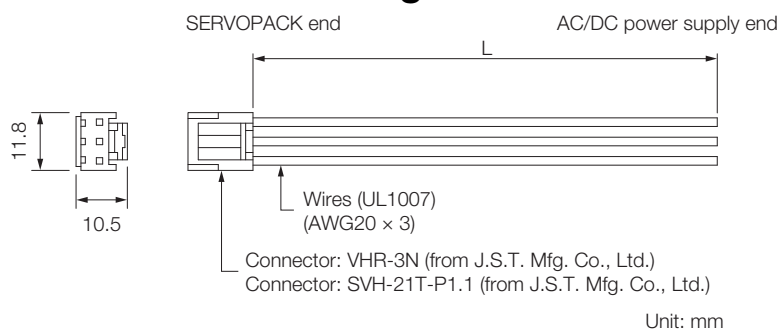 SERVOPACK end
AC/DC power supply end
L
11.8
10.5
Wires (UL1007)
(AWG20 × 3)
Connector: VHR-3N (from J.S.T. Mfg. Co., Ltd.)
Connector: SVH-21T-P1.1 (from J.S.T. Mfg. Co., Ltd.)
Unit: mm